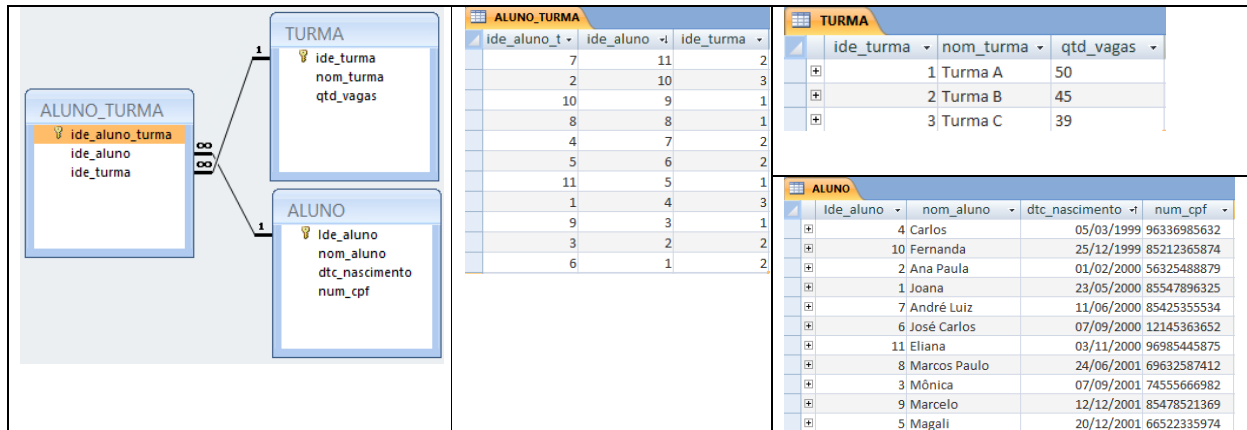 TURMA
ide_turma
nom_turma
qtd_vagas
1
ALUNO_TURMA
ide_aluno_turma
ide_aluno
ide_turma
∞
∞
1
ALUNO
Ide_aluno
nom_aluno
dtc_nascimento
num_cpf
ALUNO_TURMA
ide_aluno_t ide_aluno ide_turma
7 11 2
2 10 3
10 9 1
8 8 1
4 7 2
5 6 2
11 5 1
1 4 3
9 3 1
3 2 2
6 1 2
TURMA
ide_turma nom_turma qtd_vagas
1 Turma A 50
2 Turma B 45
3 Turma C 39
ALUNO
Ide_aluno nom_aluno dtc_nascimento num_cpf
4 Carlos 05/03/1999 96336985632
10 Fernanda 25/12/1999 85212365874
2 Ana Paula 01/02/2000 56325488879
1 Joana 23/05/2000 85547896325
7 André Luiz 11/06/2000 85425355534
6 José Carlos 07/09/2000 12145363652
11 Eliana 03/11/2000 96985445875
8 Marcos Paulo 24/06/2001 69632587412
3 Mônica 07/09/2001 74555666982
9 Marcelo 12/12/2001 85478521369
5 Magali 20/12/2001 66522335974